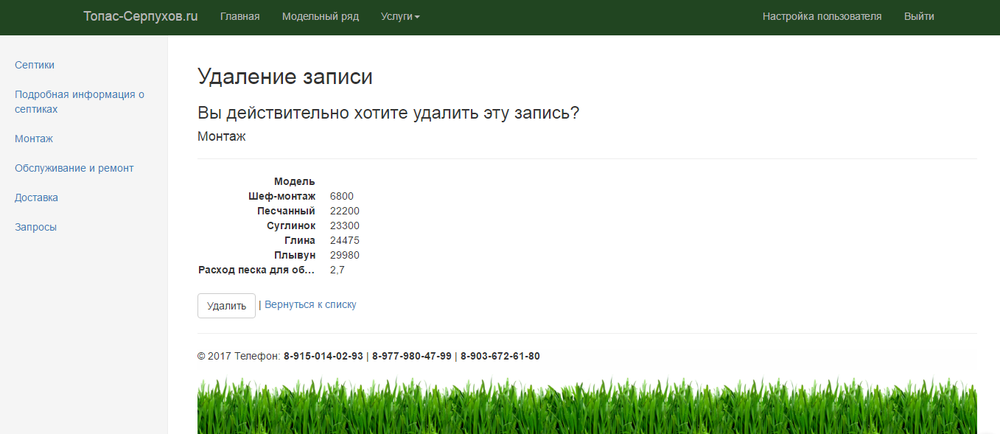 Топас-Серпухов.ru Главная Модельный ряд Услуги Настройка пользователя Выйти
Септики
Подробная информация о
септиках
Монтаж
Обслуживание и ремонт
Доставка
Запросы
Удаление записи
Вы действительно хотите удалить эту запись?
Монтаж
Модель
Шеф-монтаж 6800
Песчанный 22200
Суглинок 23300
Глина 24475
Плывун 29980
Расход песка для об... 2,7
Удалить | Вернуться к списку
© 2017 Телефон: 8-915-014-02-93 | 8-977-980-47-99 | 8-903-672-61-80